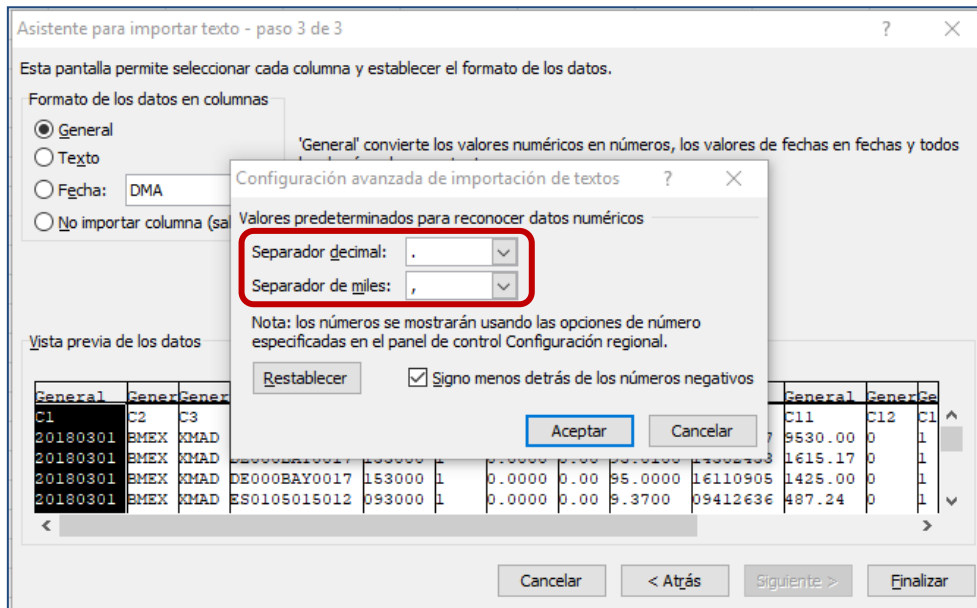 Asistente para importar texto - paso 3 de 3
Esta pantalla permite seleccionar cada columna y establecer el formato de los datos.
Formato de los datos en columnas
General
Texto
Fecha: DMA
No importar columna
'General' convierte los valores numéricos en números, los valores de fechas en fechas y todos
Configuración avanzada de importación de textos
Valores predeterminados para reconocer datos numéricos
Separador decimal: .
Separador de miles: ,
Nota: los números se mostrarán usando las opciones de número
especificadas en el panel de control Configuración regional.
Restablecer
Signo menos detrás de los números negativos
Aceptar Cancelar
Vista previa de los datos
General General
C1 C2 C3 C11 C12
20180301 BMEX XMAD 9530.00 0 1
20180301 BMEX XMAD 153000 1 0.0000 0.00 1615.17 0 1
20180301 BMEX XMAD DE000BAY0017 153000 1 0.0000 0.00 95.0000 16110905 1425.00 0 1
20180301 BMEX XMAD ES0105015012 093000 1 0.0000 0.00 9.3700 09412636 487.24 0 1
Cancelar < Atrás Siguiente > Finalizar